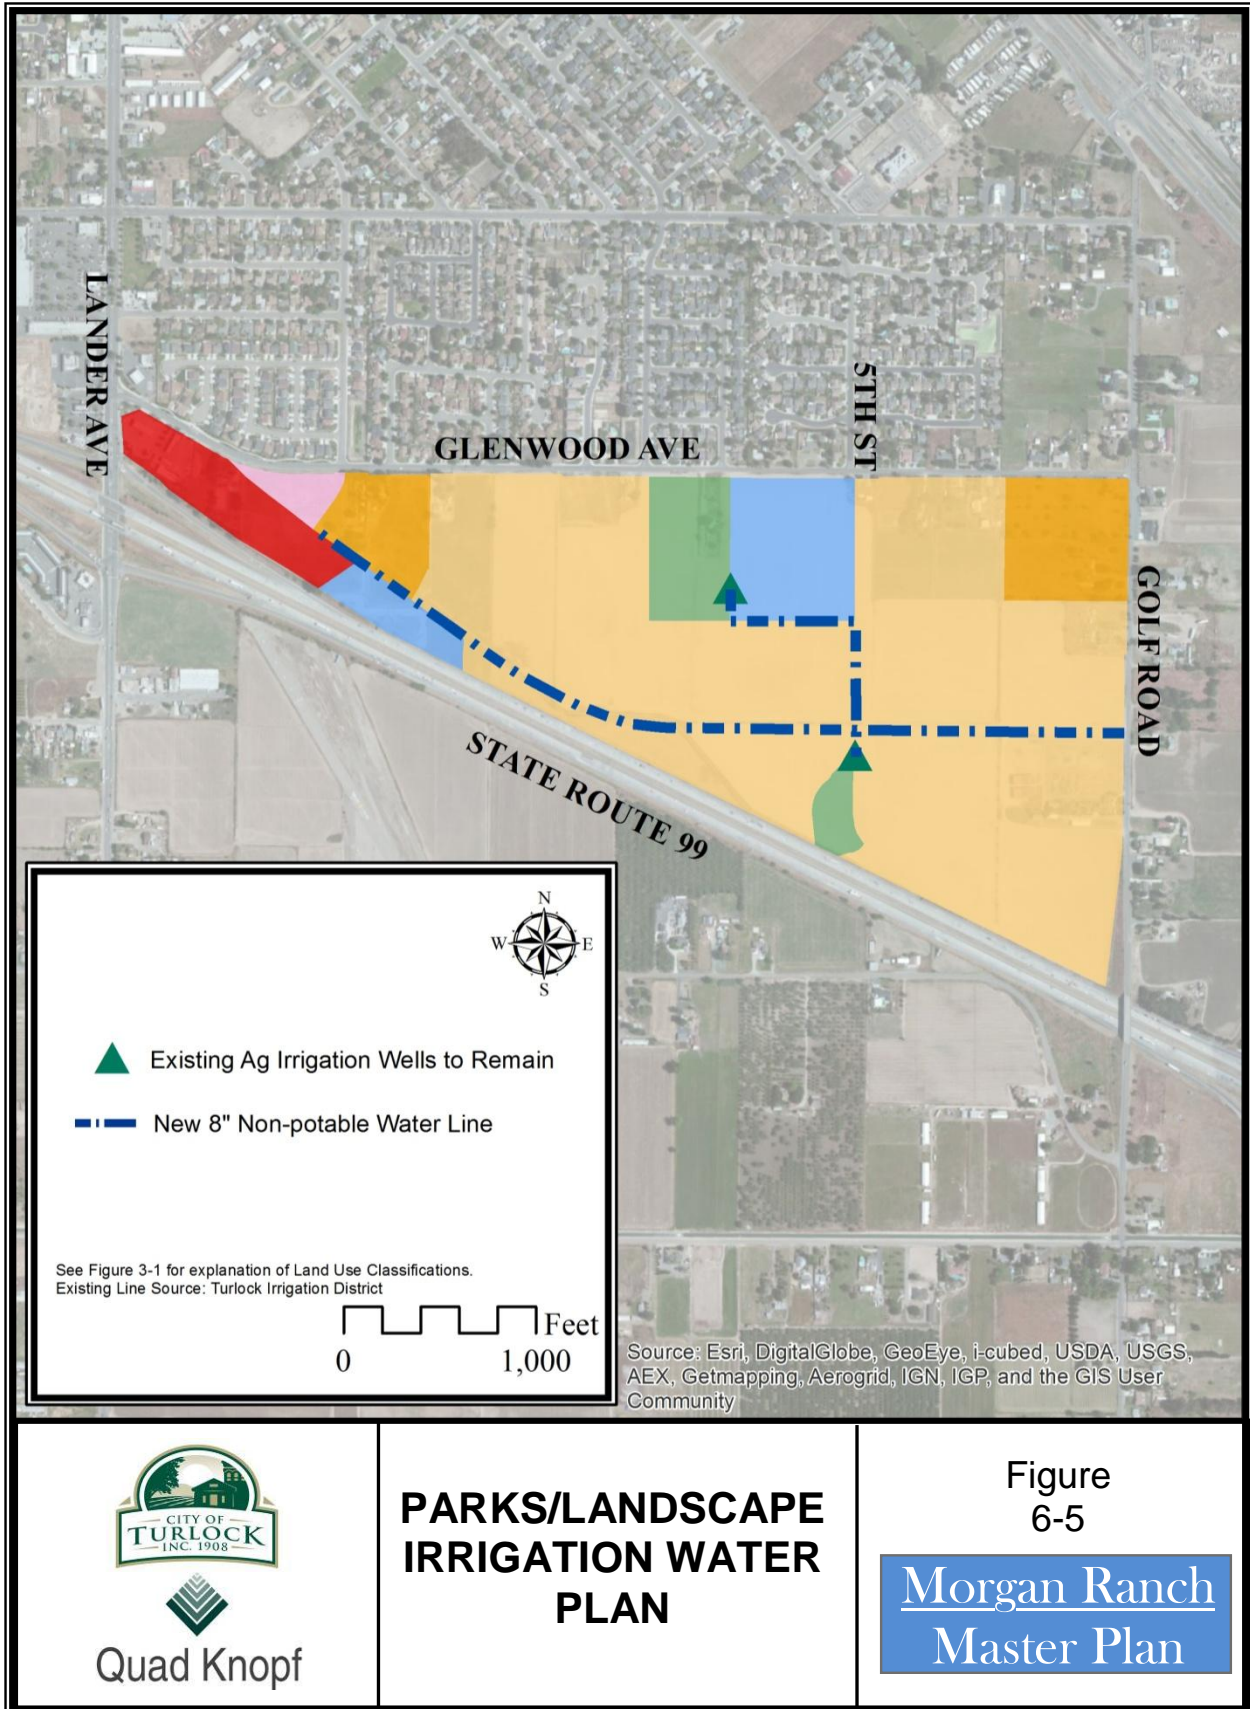 LANDER AVE
GLENWOOD AVE
5TH ST
GOLF ROAD
STATE ROUTE 99
N
W
E
S
Existing Ag Irrigation Wells to Remain
New 8" Non-potable Water Line
See Figure 3-1 for explanation of Land Use Classifications.
Existing Line Source: Turlock Irrigation District
Feet
0
1,000
Source: Esri, DigitalGlobe, GeoEye, i-cubed, USDA, USGS,
AEX, Getmapping, Aerogrid, IGN, IGP, and the GIS User
Community
CITY OF
TURLOCK
INC. 1908
Quad Knopf
PARKS/LANDSCAPE
IRRIGATION WATER
PLAN
Figure
6-5
Morgan Ranch
Master Plan